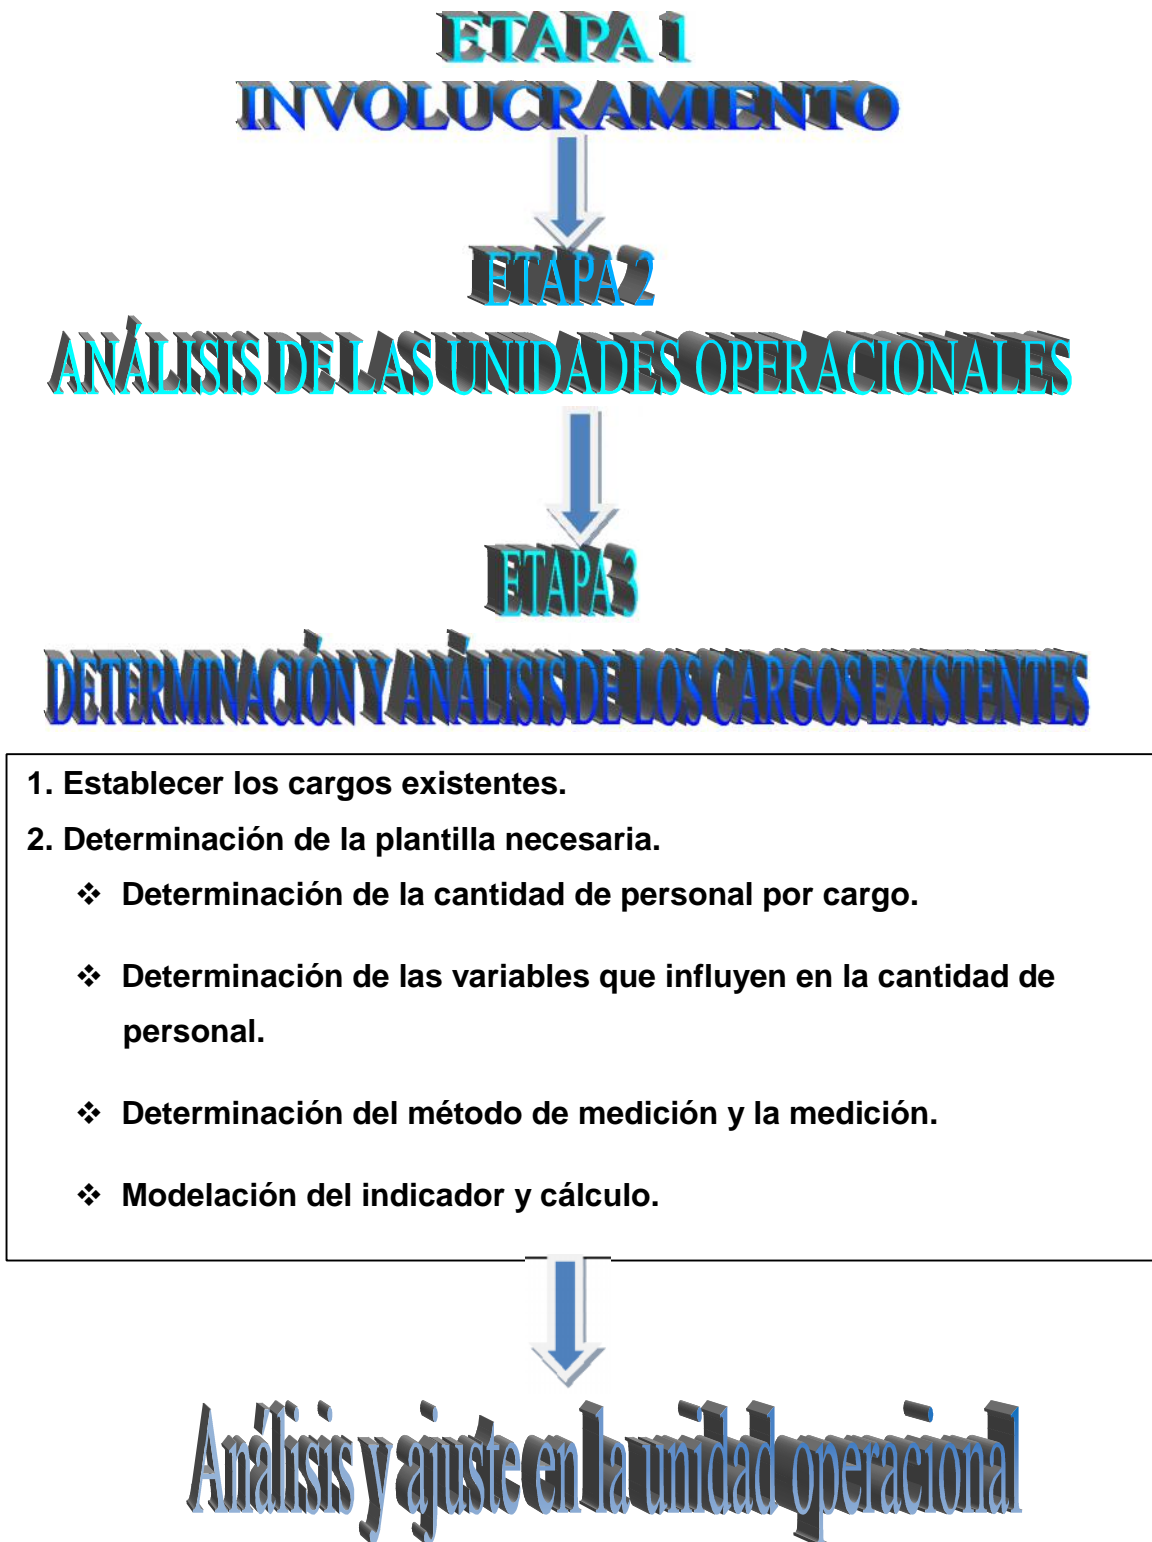 ETAPA 1
INVOLUCRAMIENTO
ETAPA 2
ANÁLISIS DE LAS UNIDADES OPERACIONALES
ETAPA 3
DETERMINACIÓN Y ANÁLISIS DE LOS CARGOS EXISTENTES
1. Establecer los cargos existentes.
2. Determinación de la plantilla necesaria.
❖ Determinación de la cantidad de personal por cargo.
❖ Determinación de las variables que influyen en la cantidad de
personal.
❖ Determinación del método de medición y la medición.
❖ Modelación del indicador y cálculo.
Análisis y ajuste en la unidad operacional